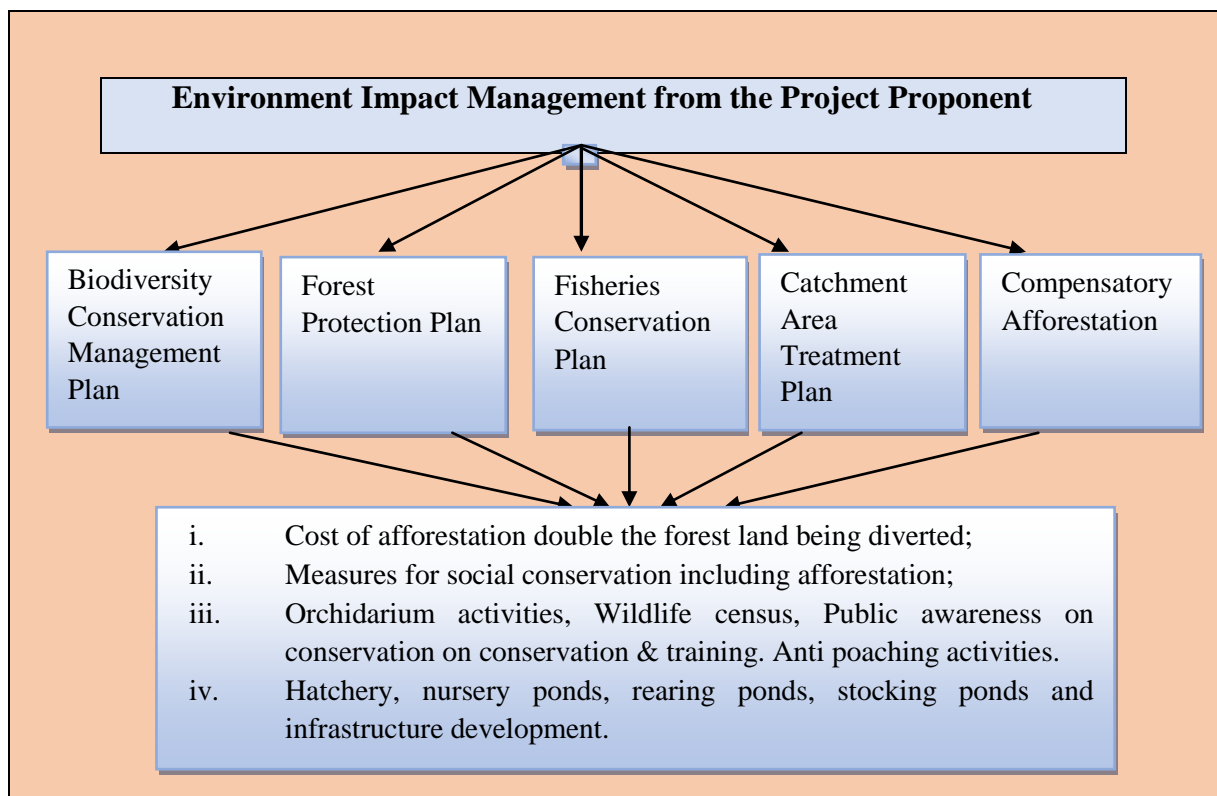 Environment Impact Management from the Project Proponent
Biodiversity
Conservation
Management
Plan
Forest
Protection Plan
Fisheries
Conservation
Plan
Catchment
Area
Treatment
Plan
Compensatory
Afforestation
i. Cost of afforestation double the forest land being diverted;
ii. Measures for social conservation including afforestation;
iii. Orchidarium activities, Wildlife census, Public awareness on
conservation on conservation & training. Anti poaching activities.
iv. Hatchery, nursery ponds, rearing ponds, stocking ponds and
infrastructure development.